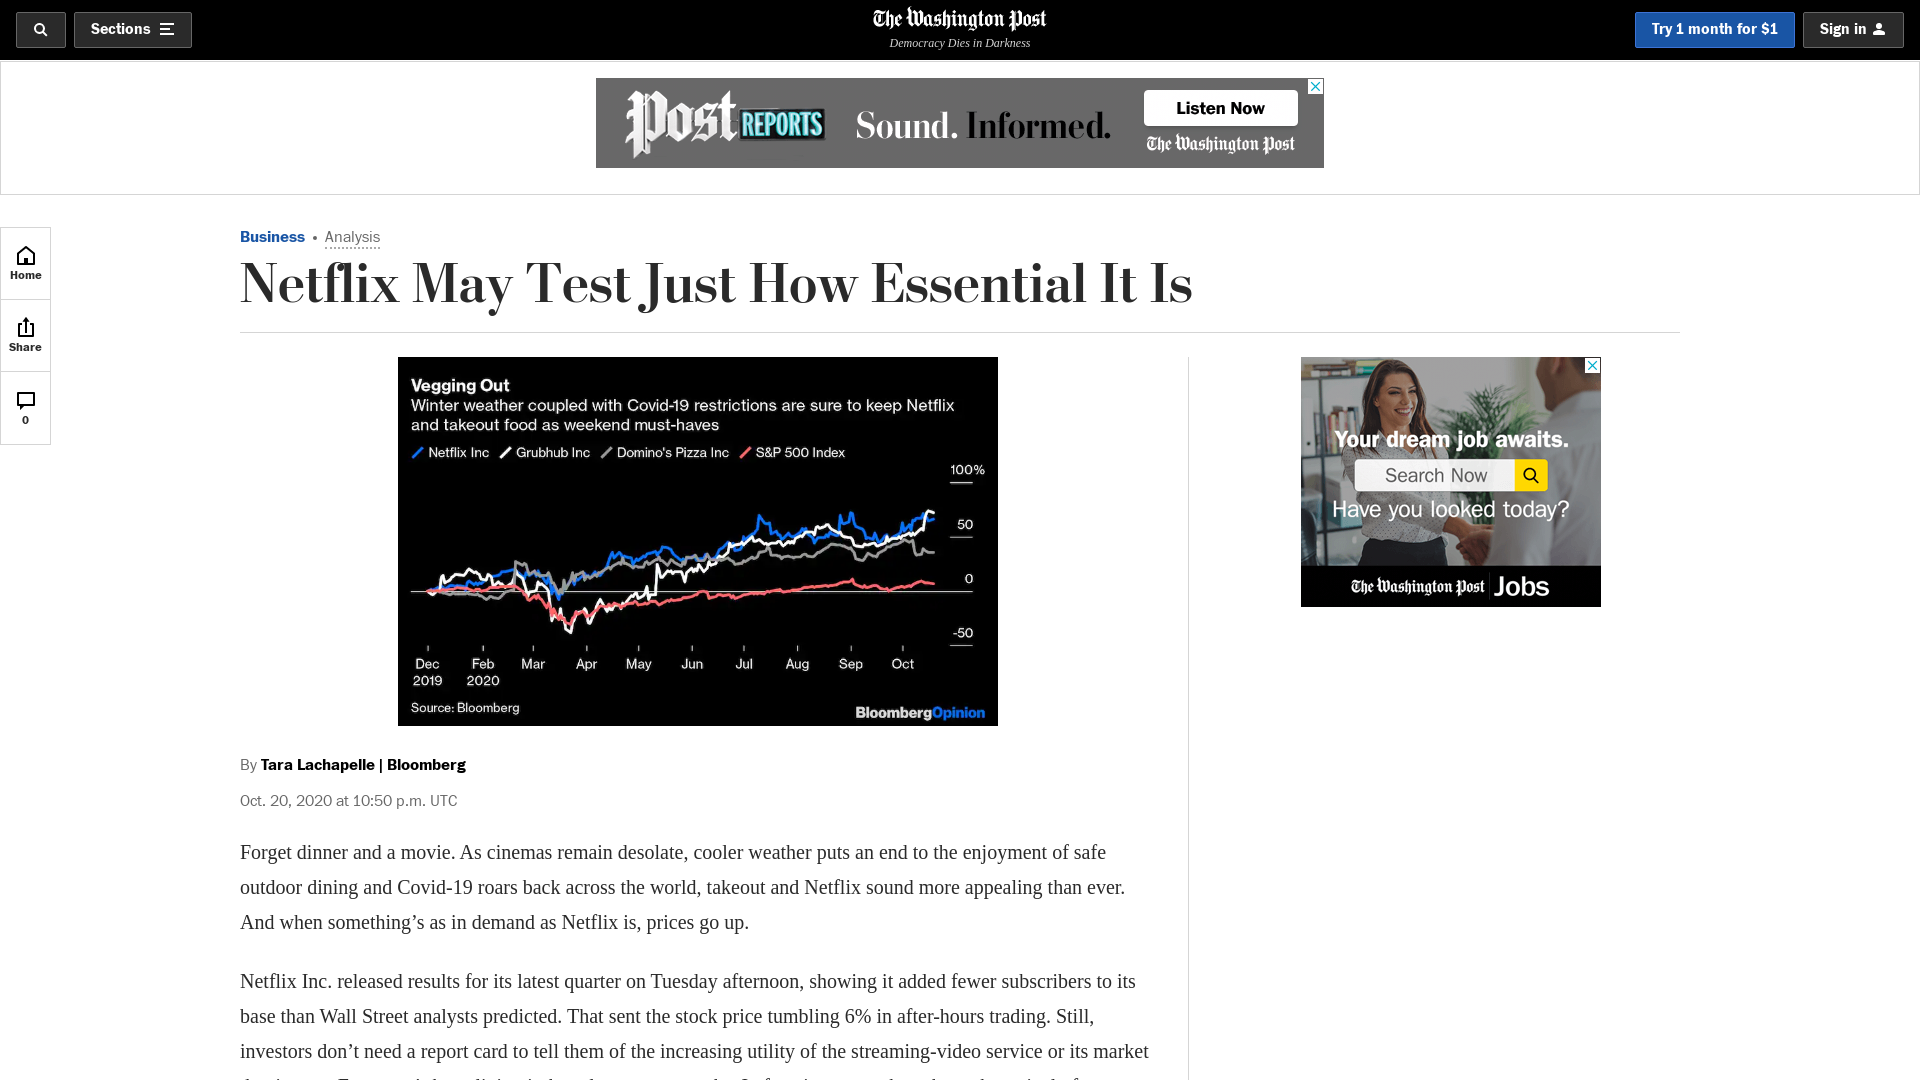 Sections
The Washington Post
Democracy Dies in Darkness
Try 1 month for $1
Sign in
Post REPORTS
Sound. Informed.
Listen Now
The Washington Post
Home
Share
0
Business • Analysis
Netflix May Test Just How Essential It Is
Vegging Out
Winter weather coupled with Covid-19 restrictions are sure to keep Netflix
and takeout food as weekend must-haves
Netflix Inc Grubhub Inc Domino's Pizza Inc S&P 500 Index
100%
50
0
-50
Dec Feb Mar Apr May Jun Jul Aug Sep Oct
2019 2020
Source: Bloomberg
BloombergOpinion
Your dream job awaits.
Search Now
Have you looked today?
The Washington Post Jobs
By Tara Lachapelle | Bloomberg
Oct. 20, 2020 at 10:50 p.m. UTC
Forget dinner and a movie. As cinemas remain desolate, cooler weather puts an end to the enjoyment of safe
outdoor dining and Covid-19 roars back across the world, takeout and Netflix sound more appealing than ever.
And when something’s as in demand as Netflix is, prices go up.
Netflix Inc. released results for its latest quarter on Tuesday afternoon, showing it added fewer subscribers to its
base than Wall Street analysts predicted. That sent the stock price tumbling 6% in after-hours trading. Still,
investors don’t need a report card to tell them of the increasing utility of the streaming-video service or its market